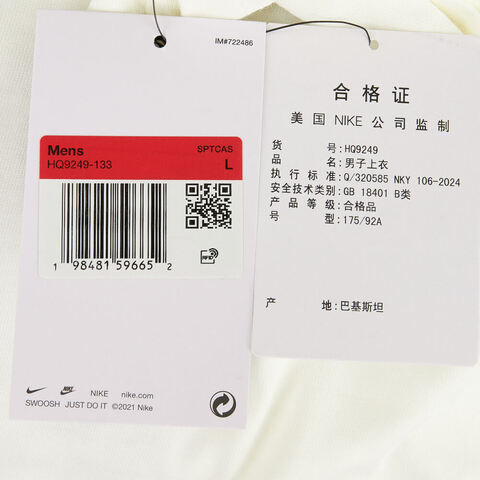 IM#722486
Mens
SPTCAS
HQ9249-133
L
1 98481 59665 2
RFID
NIKE
nike.com
SWOOSH JUST DO IT ©2021 Nike
合格证
美国 NIKE 公司监制
货号:HQ9249
品名:男子上衣
执行标准:Q/320585 NKY 106-2024
安全技术类别:GB 18401 B类
产品等级:合格品
号型:175/92A
产地:巴基斯坦